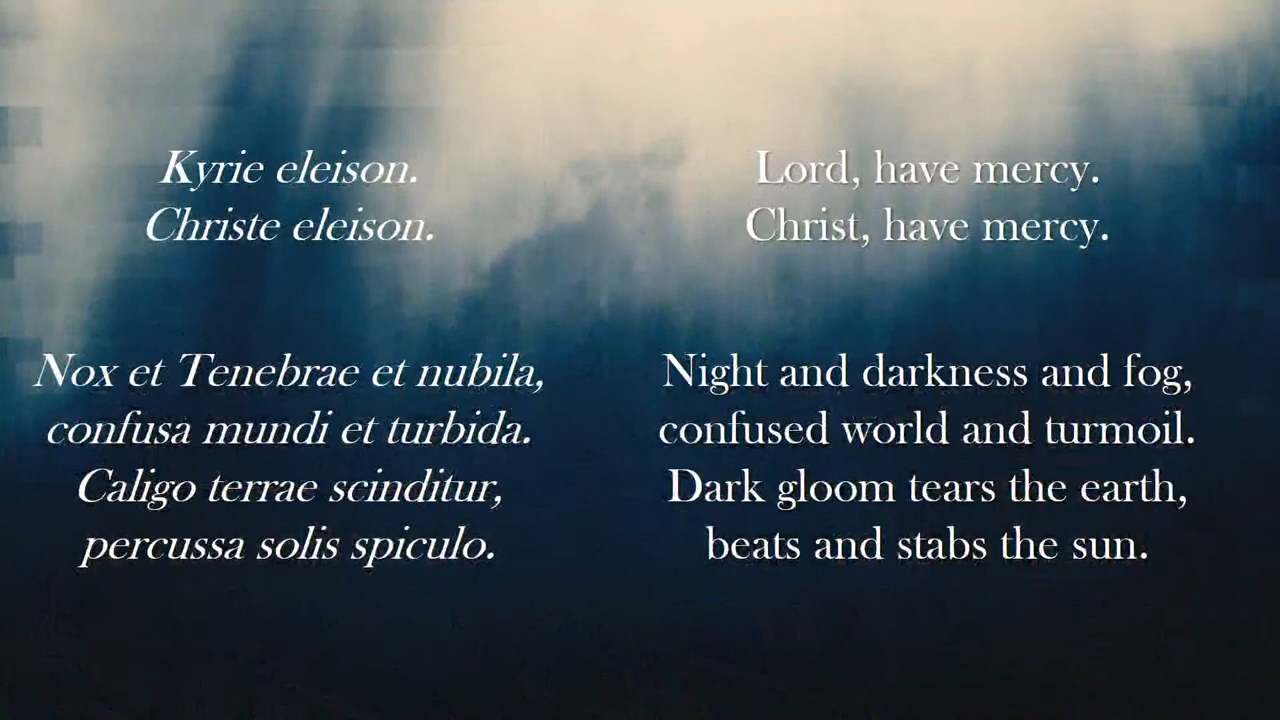 Kyrie eleison.
Christe eleison.
Nox et Tenebrae et nubila,
confusa mundi et turbida.
Caligo terrae scinditur,
percussa solis spiculo.
Lord, have mercy.
Christ, have mercy.
Night and darkness and fog,
confused world and turmoil.
Dark gloom tears the earth,
beats and stabs the sun.